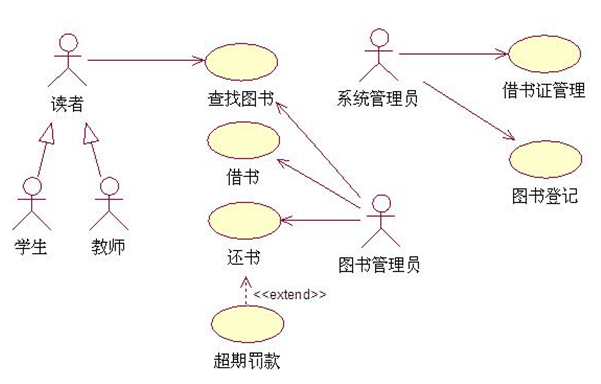 读者
查找图书
系统管理员
借书证管理
借书
图书登记
学生
教师
还书
图书管理员
<<extend>>
超期罚款